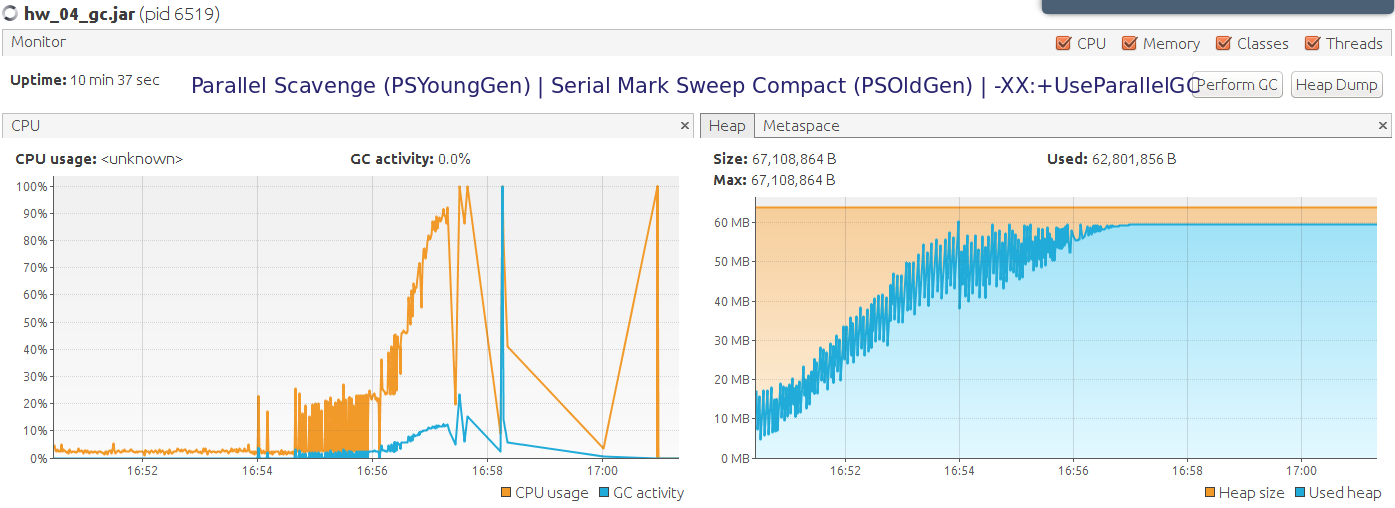 hw_04_gc.jar (pid 6519)
Monitor
CPU Memory Classes Threads
Uptime: 10 min 37 sec
Parallel Scavenge (PSYoungGen) | Serial Mark Sweep Compact (PSOldGen) | -XX:+UseParallelGC
Perform GC
Heap Dump
CPU ×
CPU usage: <unknown>
GC activity: 0.0%
100%
90%
80%
70%
60%
50%
40%
30%
20%
10%
0%
16:52 16:54 16:56 16:58 17:00
CPU usage GC activity
Heap Metaspace ×
Size: 67,108,864 B
Used: 62,801,856 B
Max: 67,108,864 B
60 MB
50 MB
40 MB
30 MB
20 MB
10 MB
0 MB
16:52 16:54 16:56 16:58 17:00
Heap size Used heap